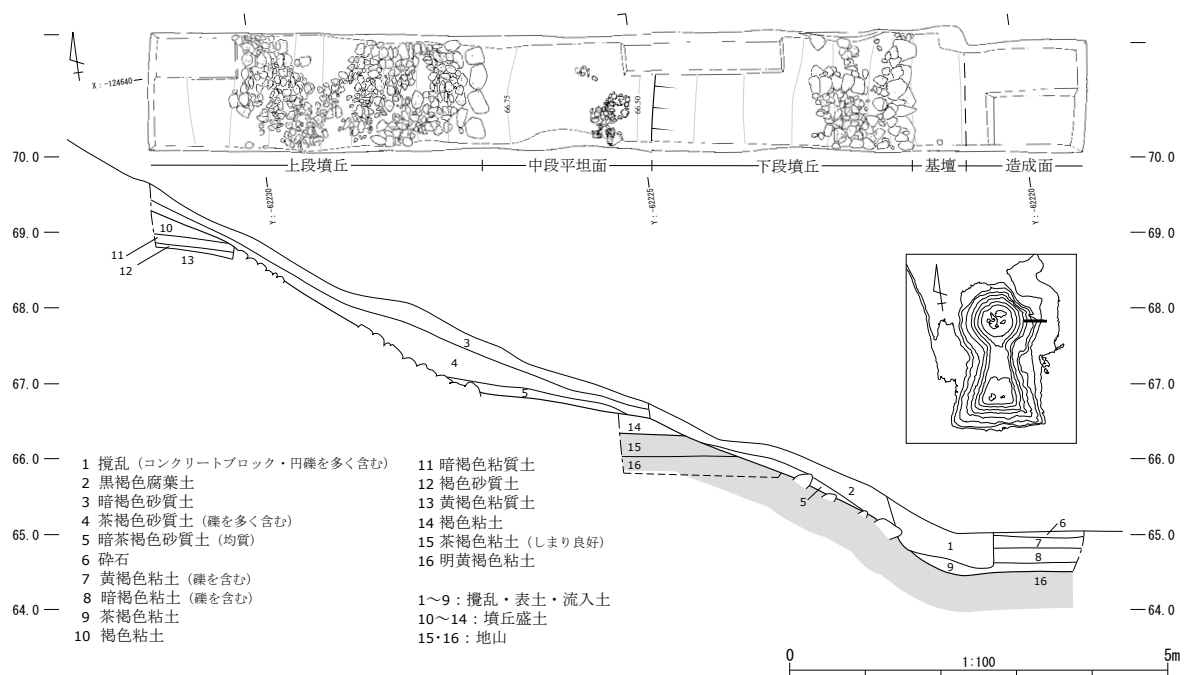 X：-124640
66.75
66.50
70.0
70.0
上段墳丘
中段平坦面
下段墳丘
基壇
造成面
Y：-62230
Y：-62225
Y：-62220
69.0
69.0
10
11
12
13
68.0
68.0
3
4
67.0
67.0
5
14
15
16
66.0
66.0
2
5
65.0
65.0
6
1
7
8
9
16
64.0
64.0
1 攪乱（コンクリートブロック・円礫を多く含む）
2 黒褐色腐葉土
3 暗褐色砂質土
4 茶褐色砂質土（礫を多く含む）
5 暗茶褐色砂質土（均質）
6 砕石
7 黄褐色粘土（礫を含む）
8 暗褐色粘土（礫を含む）
9 茶褐色粘土
10 褐色粘土
11 暗褐色粘質土
12 褐色砂質土
13 黄褐色粘質土
14 褐色粘土
15 茶褐色粘土（しまり良好）
16 明黄褐色粘土
1～9：攪乱・表土・流入土
10～14：墳丘盛土
15・16：地山
0
1:100
5m